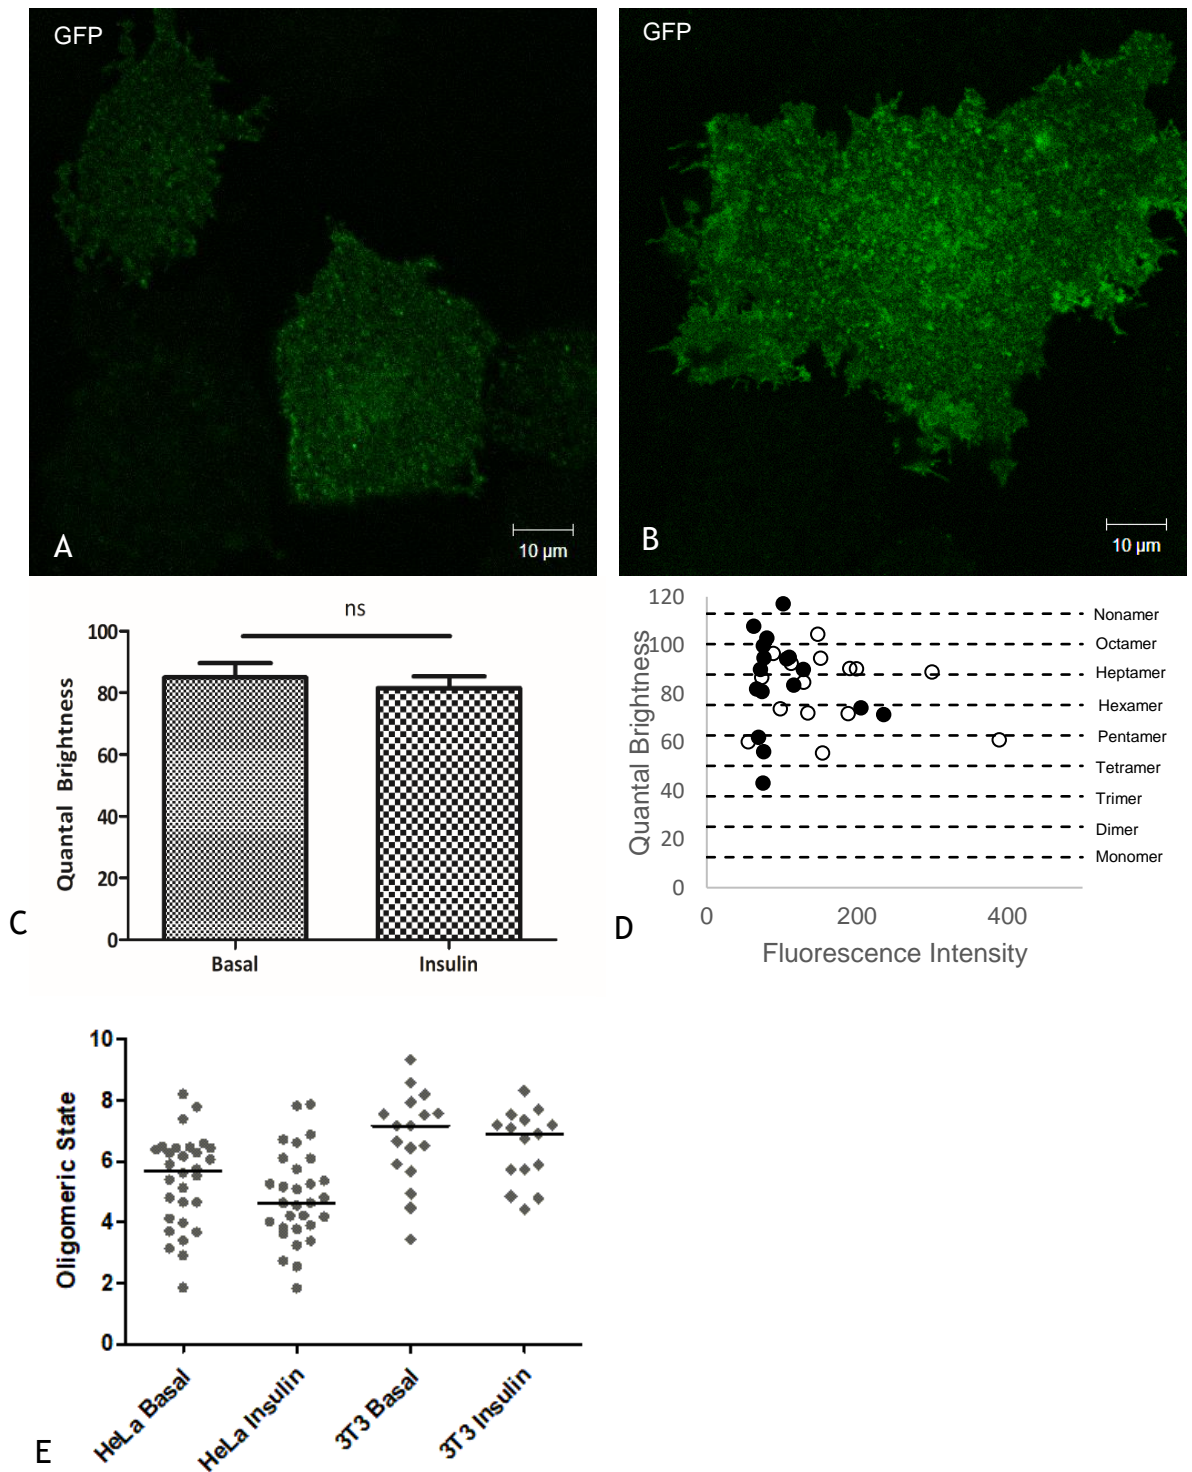 GFP
A
10 µm
GFP
B
10 µm
C
Quantal Brightness
100
80
60
40
20
0
ns
Basal
Insulin
D
Quantal Brightness
120
100
80
60
40
20
0
0
200
400
Fluorescence Intensity
Nonamer
Octamer
Heptamer
Hexamer
Pentamer
Tetramer
Trimer
Dimer
Monomer
E
Oligomeric State
10
8
6
4
2
0
HeLa Basal
HeLa Insulin
3T3 Basal
3T3 Insulin